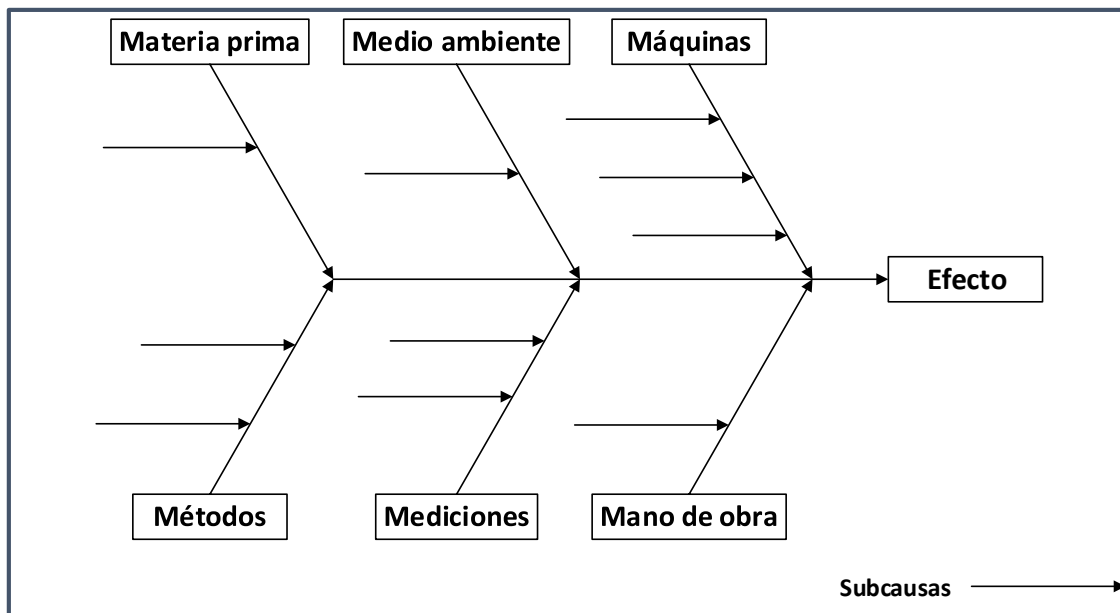 Materia prima
Medio ambiente
Máquinas
Efecto
Métodos
Mediciones
Mano de obra
Subcausas